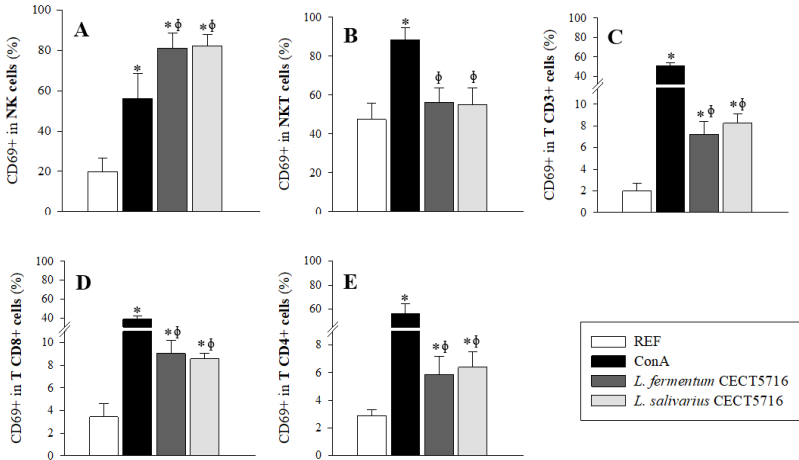 A
CD69+ in NK cells (%)
100
80
60
40
20
0
*
*ϕ
*ϕ
B
CD69+ in NKT cells (%)
100
80
60
40
20
0
*
ϕ
ϕ
C
CD69+ in T CD3+ cells (%)
100
80
60
40
10
8
6
4
2
0
*
*ϕ
*ϕ
D
CD69+ in T CD8+ cells (%)
100
80
60
40
20
10
8
6
4
2
0
*
*ϕ
*ϕ
E
CD69+ in T CD4+ cells (%)
100
80
60
8
6
4
2
0
*
*ϕ
*ϕ
REF
ConA
L. fermentum CECT5716
L. salivarius CECT5716